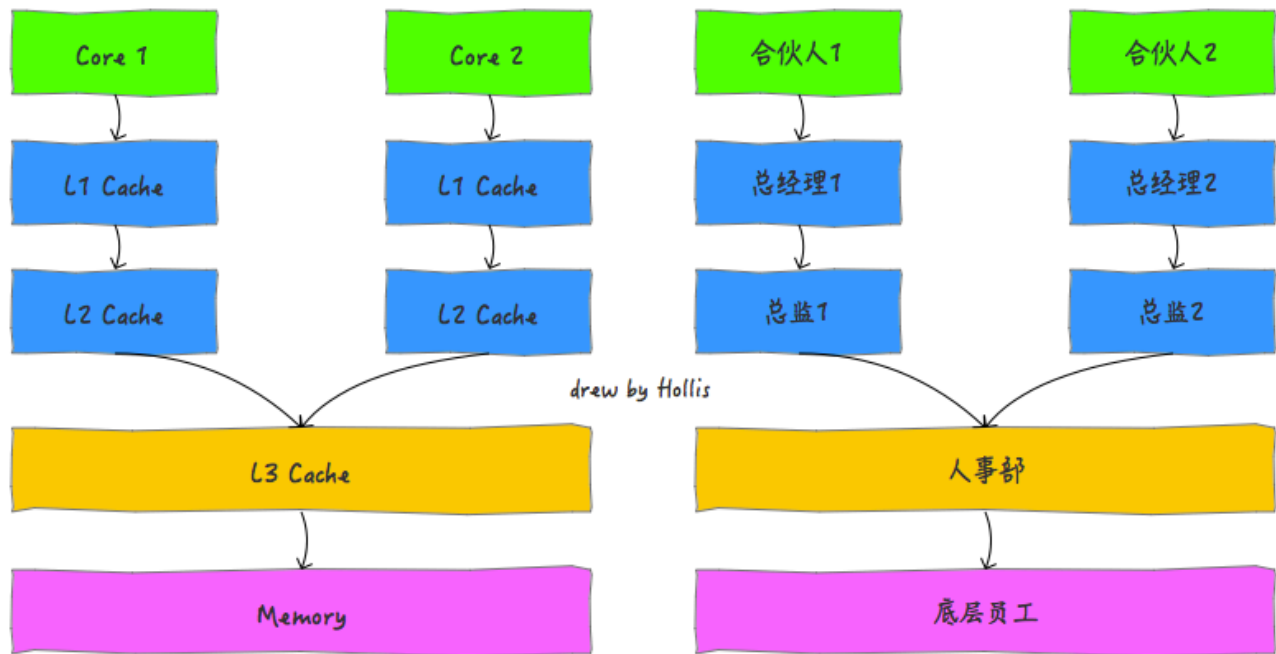 Core 1
Core 2
合伙人1
合伙人2
L1 Cache
L1 Cache
总经理1
总经理2
L2 Cache
L2 Cache
总监1
总监2
drew by Hollis
L3 Cache
人事部
Memory
底层员工